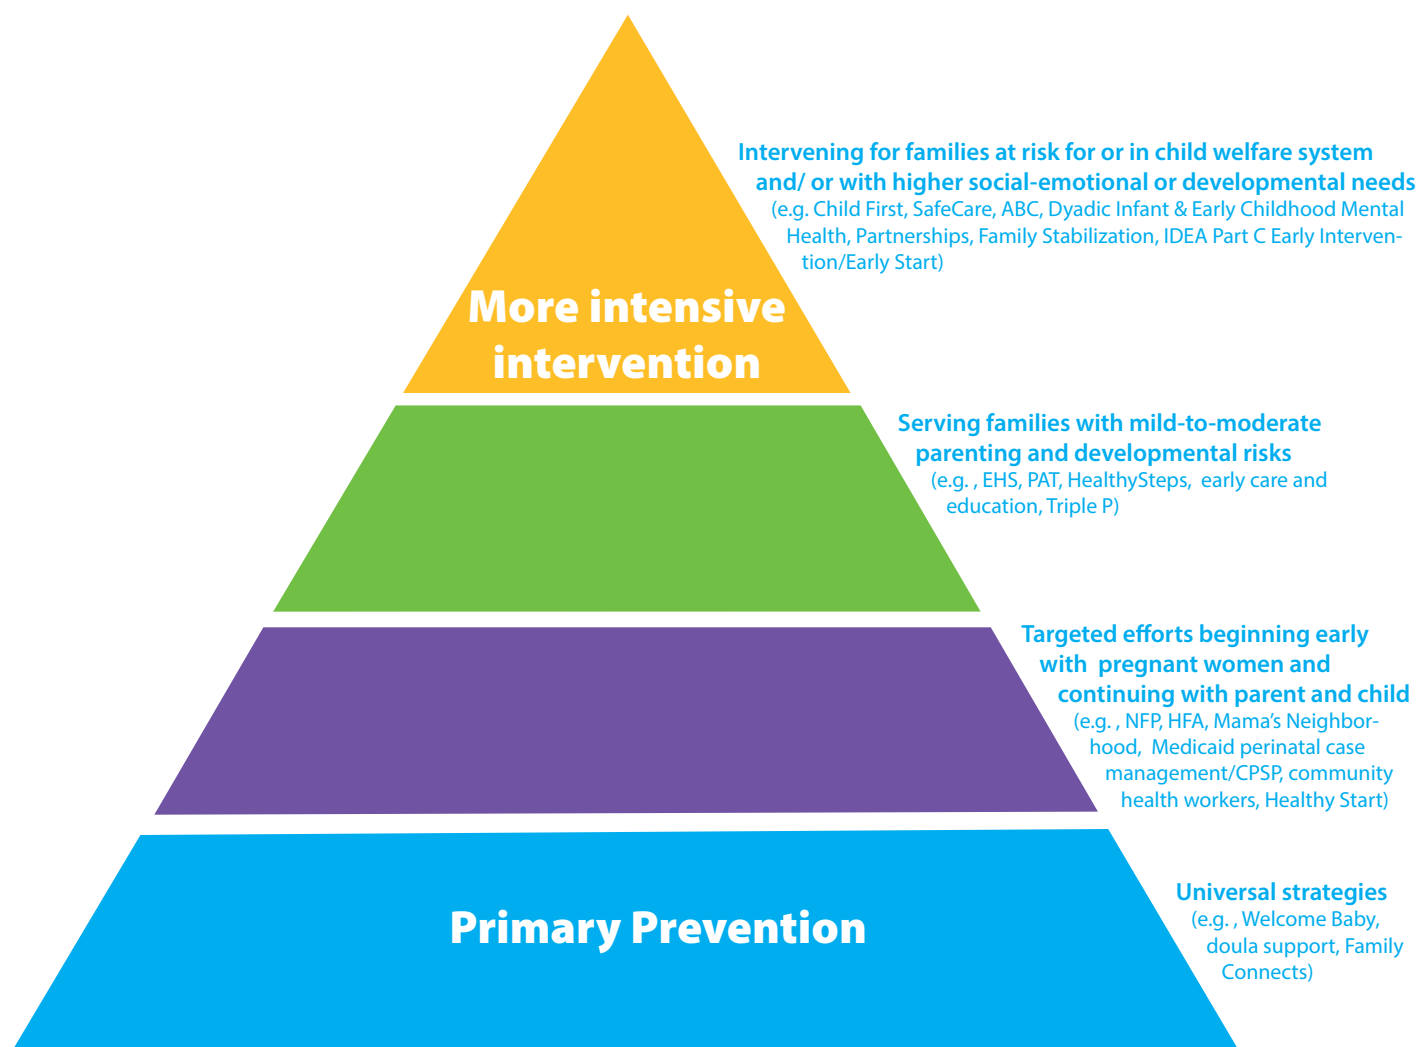 Intervening for families at risk for or in child welfare system
and/ or with higher social-emotional or developmental needs
(e.g. Child First, SafeCare, ABC, Dyadic Infant & Early Childhood Mental
Health, Partnerships, Family Stabilization, IDEA Part C Early Interven-
tion/Early Start)
More intensive
intervention
Serving families with mild-to-moderate
parenting and developmental risks
(e.g. , EHS, PAT, HealthySteps,  early care and
education, Triple P)
Targeted efforts beginning early
with  pregnant women and
continuing with parent and child
(e.g. , NFP, HFA, Mama’s Neighbor-
hood,  Medicaid perinatal case
management/CPSP, community
health workers, Healthy Start)
Primary Prevention
Universal strategies
(e.g. , Welcome Baby,
doula support, Family
Connects)